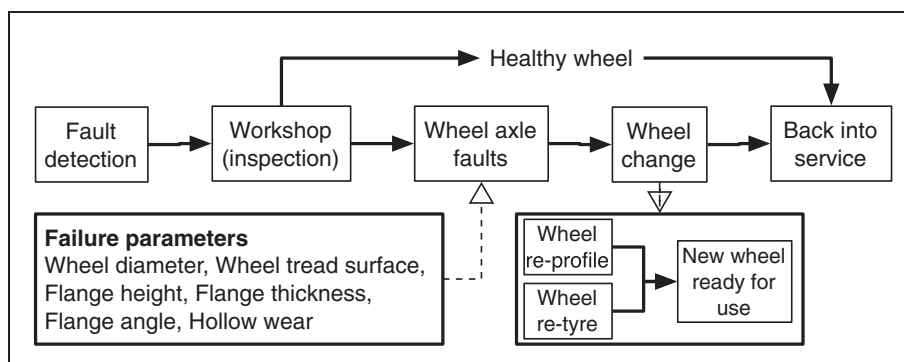 Healthy wheel
Fault
detection
Workshop
(inspection)
Wheel axle
faults
Wheel
change
Back into
service
Failure parameters
Wheel diameter, Wheel tread surface,
Flange height, Flange thickness,
Flange angle, Hollow wear
Wheel
re-profile
Wheel
re-tyre
New wheel
ready for
use